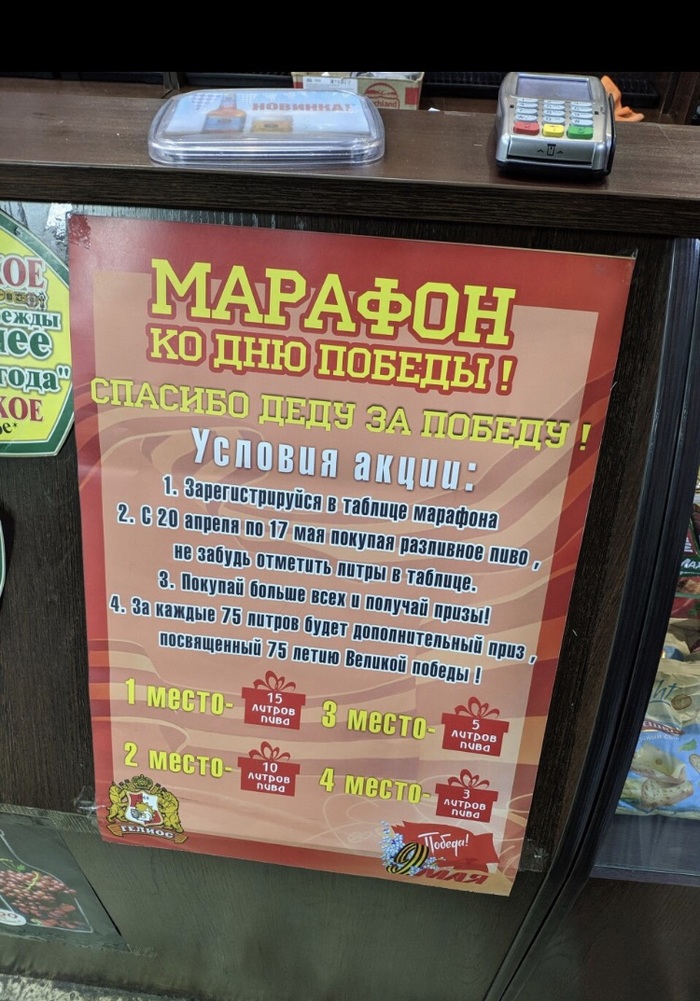 НОВИНКА!
МАРАФОН
КО ДНЮ ПОБЕДЫ !
СПАСИБО ДЕДУ ЗА ПОБЕДУ !
Условия акции:
1. Зарегистрируйся в таблице марафона
2. С 20 апреля по 17 мая покупая разливное пиво ,
не забудь отметить литры в таблице.
3. Покупай больше всех и получай призы!
4. За каждые 75 литров будет дополнительный приз ,
посвященный 75 летию Великой победы !
1 место-
15
литров
пива
3 место-
5
литров
пива
2 место-
10
литров
пива
4 место-
3
литров
пива
ГЕЛИОС
Победа!
9 МАЯ
года"